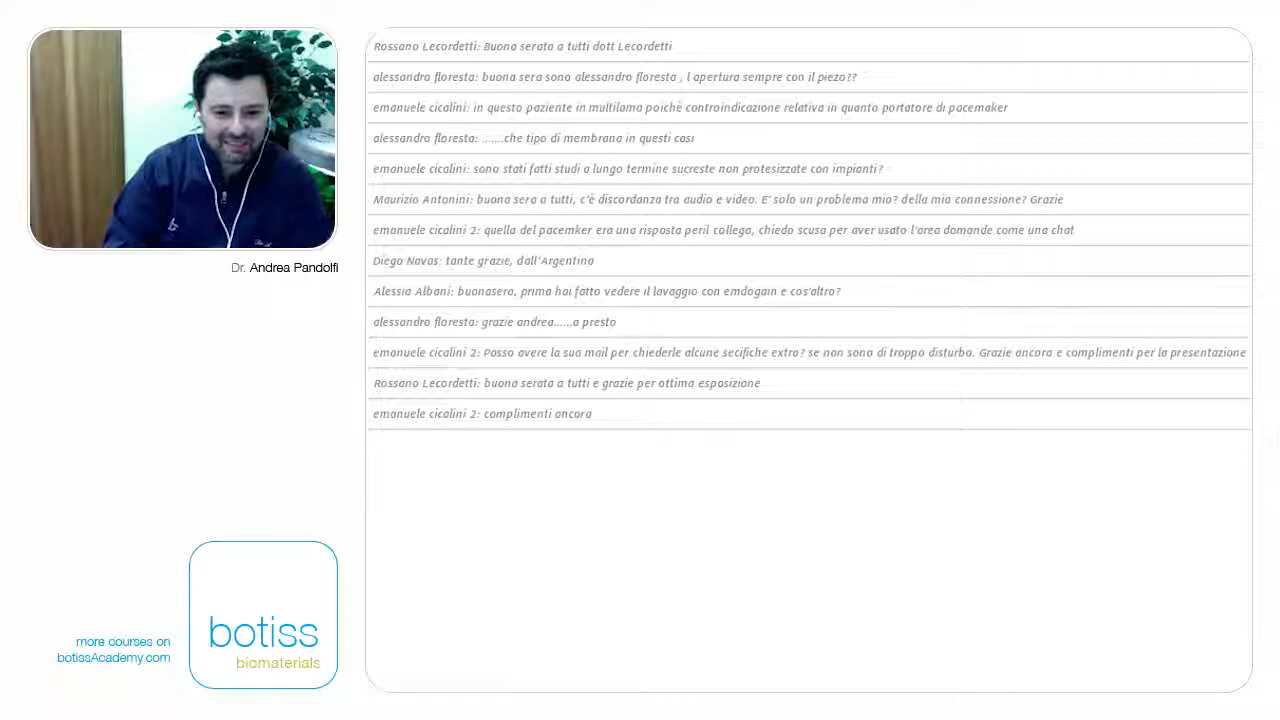 Rossano Lecordetti: Buona serata a tutti dott Lecordetti
alessandro floresta: buona sera sono alessandro floresta , l apertura sempre con il piezo??
emanuele cicalini: in questo paziente in multilama poichè controindicazione relativa in quanto portatore di pacemaker
alessandro floresta: .......che tipo di membrana in questi casi
emanuele cicalini: sono stati fatti studi a lungo termine sucreste non protesizzate con impianti?
Maurizio Antonini: buona sera a tutti, c'è discordanza tra audio e video. E' solo un problema mio? della mia connessione? Grazie
emanuele cicalini 2: quella del pacemker era una risposta peril collega, chiedo scusa per aver usato l'area domande come una chat
Diego Navas: tante grazie, dall'Argentina
Alessia Albani: buonasera, prima hai fatto vedere il lavaggio con emdogain e cos'altro?
alessandro floresta: grazie andrea......a presto
emanuele cicalini 2: Posso avere la sua mail per chiederle alcune secifiche extra? se non sono di troppo disturbo. Grazie ancora e complimenti per la presentazione
Rossano Lecordetti: buona serata a tutti e grazie per ottima esposizione
emanuele cicalini 2: complimenti ancora
Dr. Andrea Pandolfi
botiss
biomaterials
more courses on
botissAcademy.com